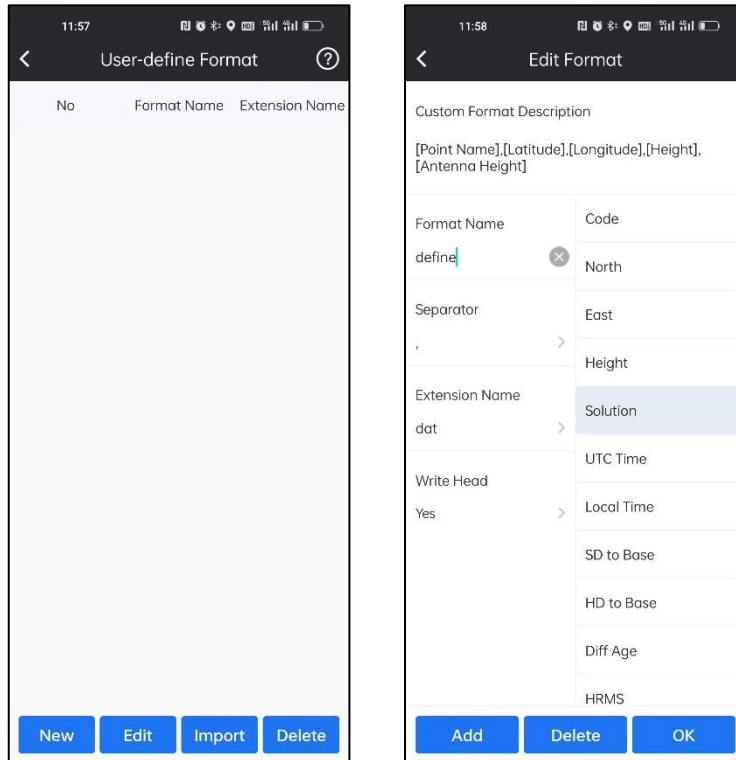 11:57
User-define Format
No Format Name Extension Name
New Edit Import Delete
11:58
Edit Format
Custom Format Description
[Point Name],[Latitude],[Longitude],[Height],
[Antenna Height]
Format Name
define
Separator
,
Extension Name
dat
Write Head
Yes
Code
North
East
Height
Solution
UTC Time
Local Time
SD to Base
HD to Base
Diff Age
HRMS
Add Delete OK